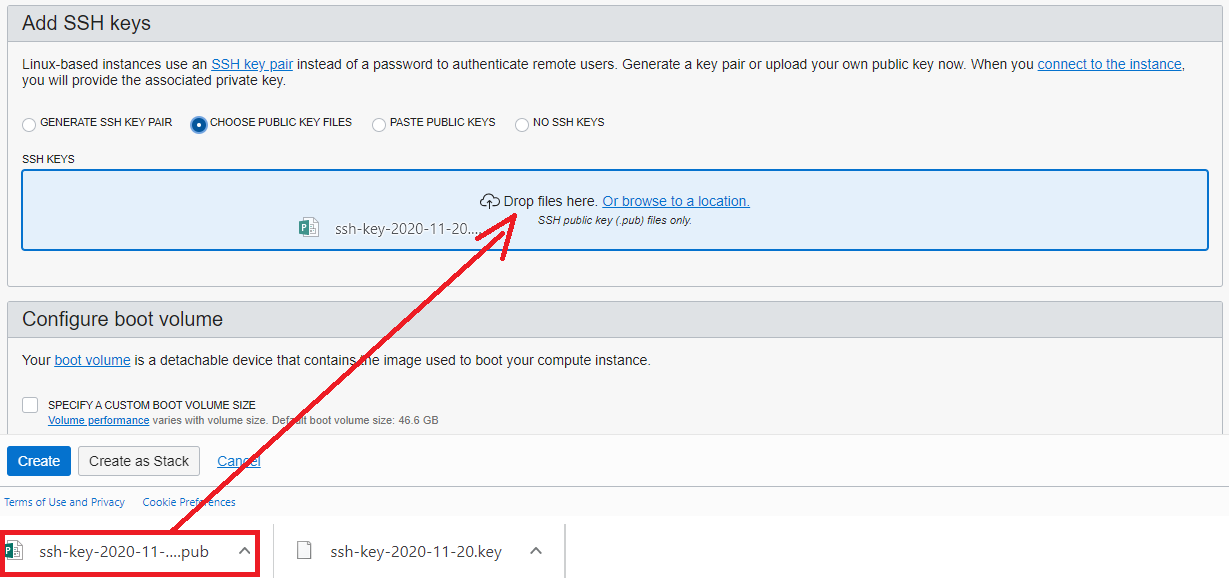 Add SSH keys
Linux-based instances use an SSH key pair instead of a password to authenticate remote users. Generate a key pair or upload your own public key now. When you connect to the instance,
you will provide the associated private key.
GENERATE SSH KEY PAIR CHOOSE PUBLIC KEY FILES PASTE PUBLIC KEYS NO SSH KEYS
SSH KEYS
Drop files here. Or browse to a location.
SSH public key (.pub) files only.
ssh-key-2020-11-20....
Configure boot volume
Your boot volume is a detachable device that contains the image used to boot your compute instance.
SPECIFY A CUSTOM BOOT VOLUME SIZE
Volume performance varies with volume size. Default boot volume size: 46.6 GB
Create Create as Stack Cancel
Terms of Use and Privacy Cookie Preferences
ssh-key-2020-11-....pub ssh-key-2020-11-20.key